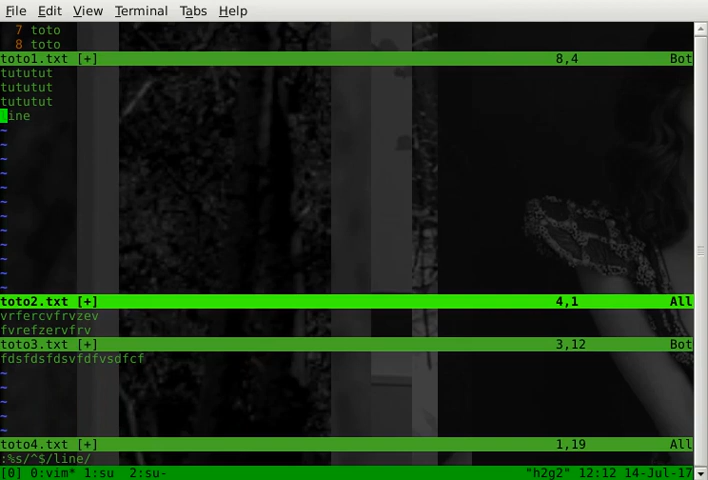 File Edit View Terminal Tabs Help
7 toto
8 toto
toto1.txt [+] 8,4 Bot
tututut
tututut
tututut
line
~
~
~
~
~
~
~
~
~
~
~
~
toto2.txt [+] 4,1 All
vrfercvfrvzev
fvrefzervfrv
toto3.txt [+] 3,12 Bot
fdsfdsfdsvfdfvsdfcf
~
~
~
~
~
toto4.txt [+] 1,19 All
:%s/^$/line/
[0] 0:vim* 1:su 2:su- "h2g2" 12:12 14-Jul-17